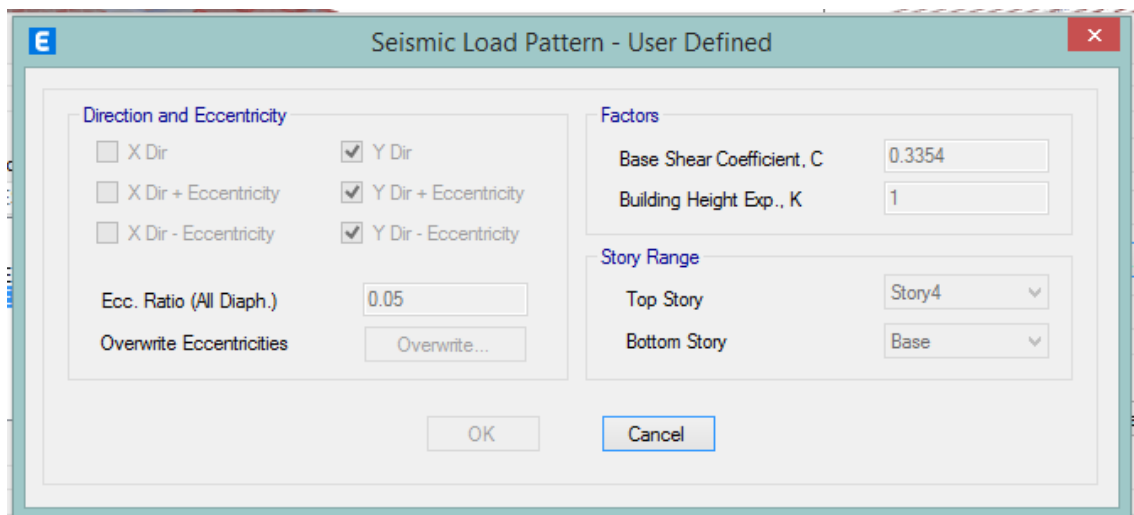 E
Seismic Load Pattern - User Defined
Direction and Eccentricity
X Dir
Y Dir
X Dir + Eccentricity
Y Dir + Eccentricity
X Dir - Eccentricity
Y Dir - Eccentricity
Ecc. Ratio (All Diaph.)
0.05
Overwrite Eccentricities
Overwrite...
Factors
Base Shear Coefficient, C
0.3354
Building Height Exp., K
1
Story Range
Top Story
Story4
Bottom Story
Base
OK
Cancel